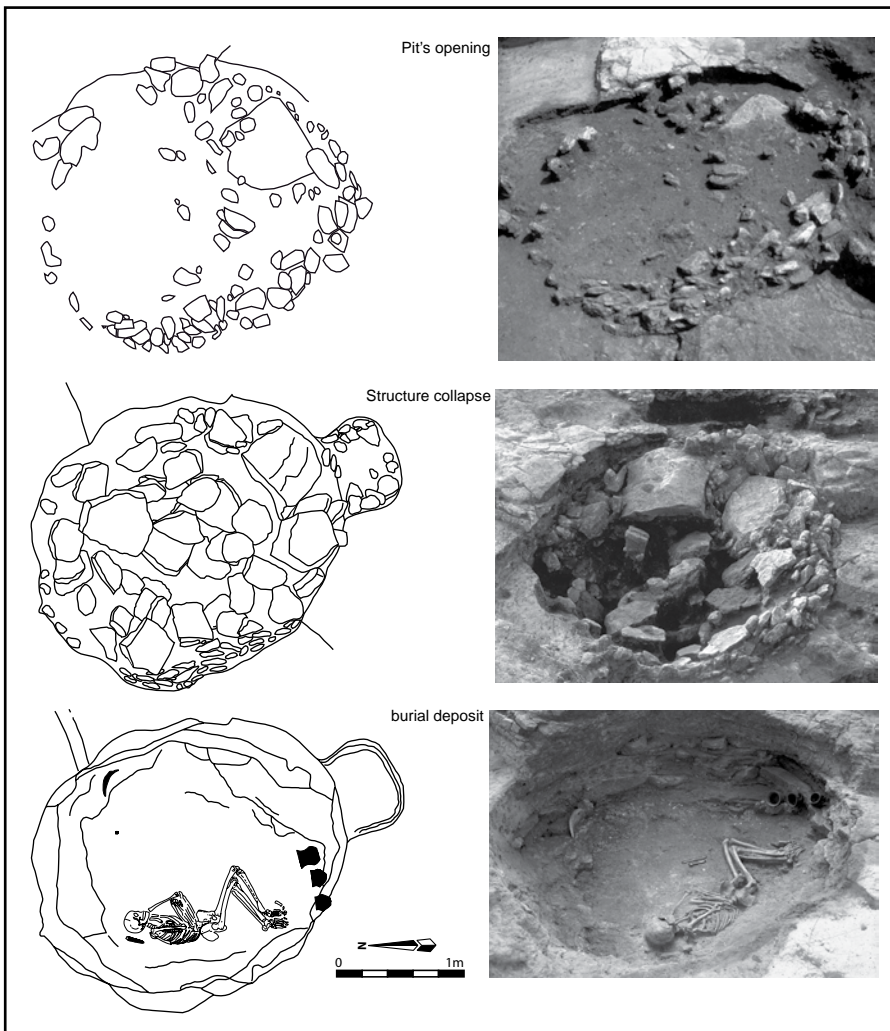 Pit's opening
Structure collapse
burial deposit
N
0 1m